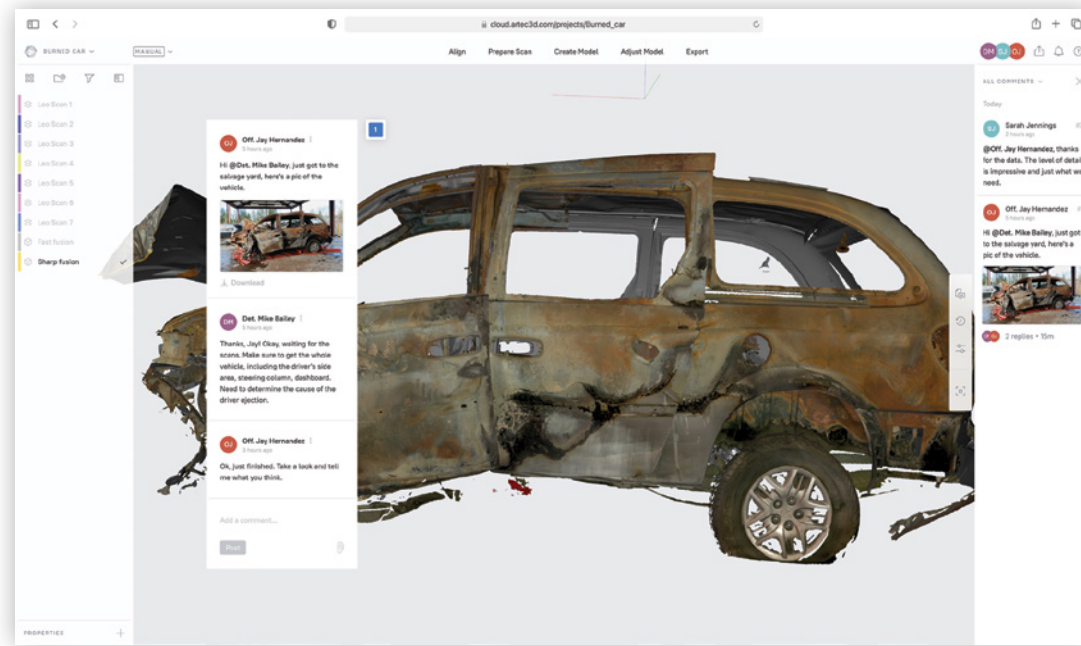 cloud.artec3d.com/projects/Burned_car
BURNED CAR
MANUAL
Align
Prepare Scan
Create Model
Adjust Model
Export
DM
SJ
OJ
Leo Scan 1
Leo Scan 2
Leo Scan 3
Leo Scan 4
Leo Scan 5
Leo Scan 6
Leo Scan 7
Fast fusion
Sharp fusion
PROPERTIES
1
OJ
Off. Jay Hernandez
Hi @Det. Mike Bailey, just got to the
salvage yard, here's a pic of the
vehicle.
Download
DM
Det. Mike Bailey
5 hours ago
Thanks, Jay! Okay, waiting for the
scans. Make sure to get the whole
vehicle, including the driver's side
area, steering column, dashboard.
Need to determine the cause of the
driver ejection.
OJ
Off. Jay Hernandez
3 hours ago
Ok, just finished. Take a look and tell
me what you think.
Add a comment...
Post
ALL COMMENTS
Today
SJ
Sarah Jennings
2 hours ago
@Off. Jay Hernandez, thanks
for the data. The level of detail
is impressive and just what we
need.
OJ
Off. Jay Hernandez
5 hours ago
Hi @Det. Mike Bailey, just got
to the salvage yard, here's a
pic of the vehicle.
2 replies • 15m